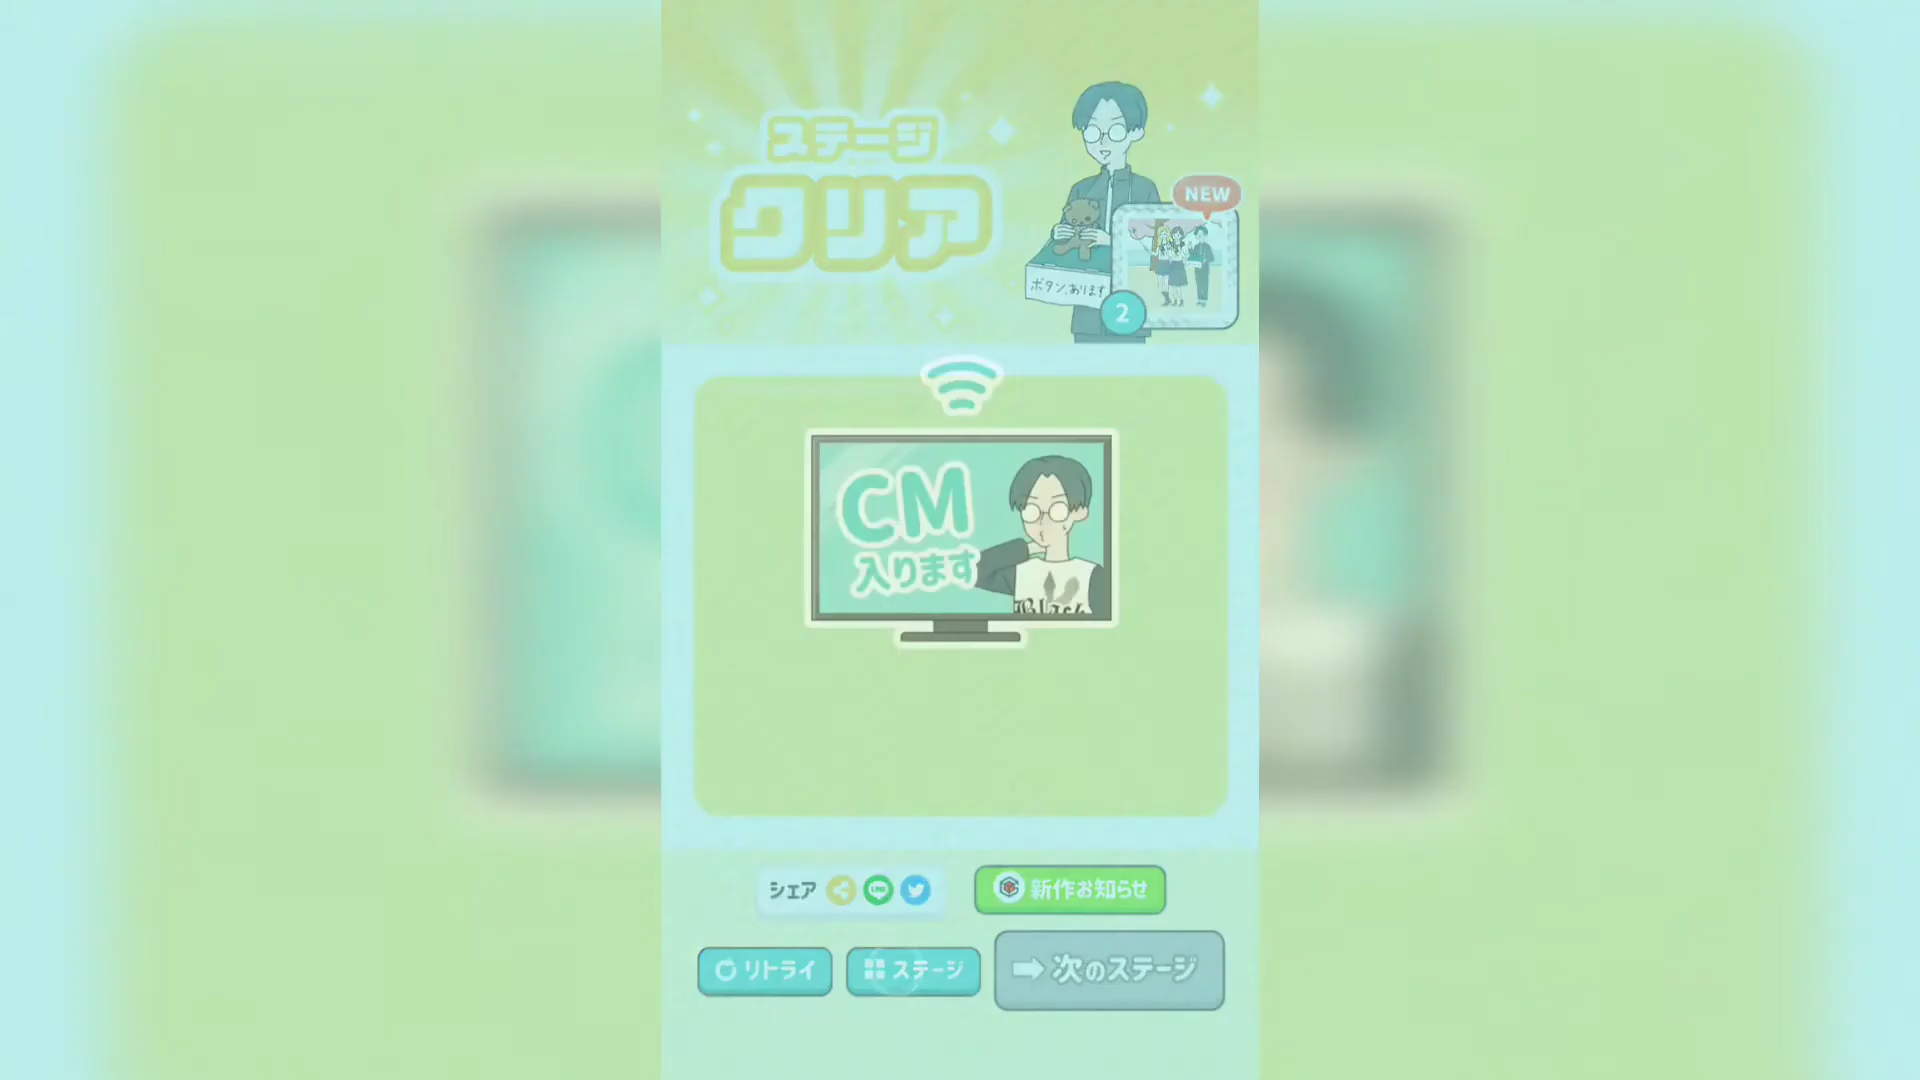 ステージ
クリア
NEW
ボタン、あります
2
CM
入ります
Black
シェア
LINE
新作お知らせ
リトライ
ステージ
次のステージ